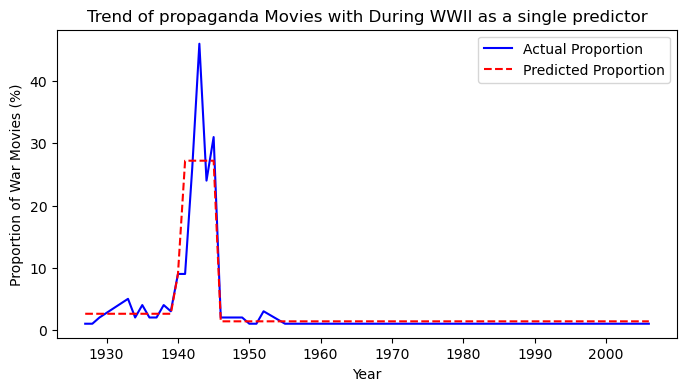 Trend of propaganda Movies with During WWII as a single predictor
Actual Proportion
Predicted Proportion
Proportion of War Movies (%)
40
30
20
10
0
1930 1940 1950 1960 1970 1980 1990 2000
Year